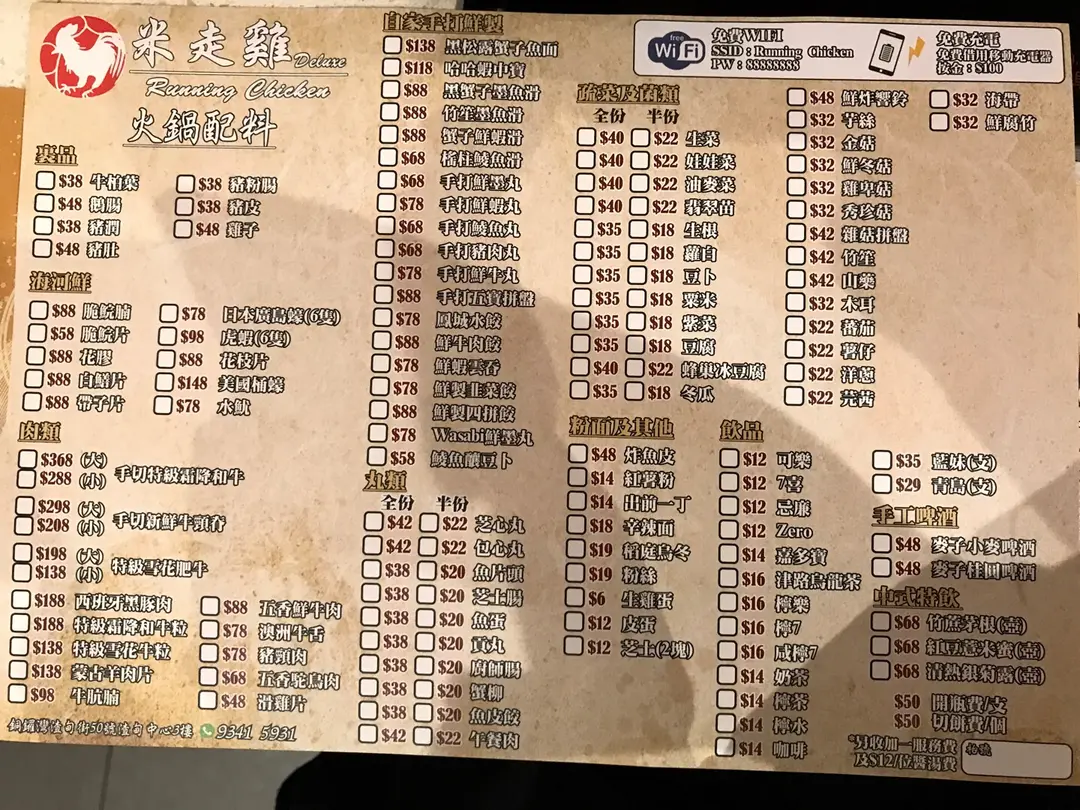 米走雞
Deluxe
Running Chicken
火鍋配料
裏品
$38 牛栢葉
$48 鵝腸
$38 豬潤
$48 豬肚
$38 豬粉腸
$38 豬皮
$48 雞子
海河鮮
$88 脆鯇腩
$58 脆鯇片
$88 花膠
$88 白鱔片
$88 帶子片
$78 日本廣島蠔(6隻)
$98 虎蝦(6隻)
$88 花枝片
$148 美國桶蠔
$78 水魷
肉類
$368 (大)
$288 (小) 手切特級霜降和牛
$298 (大)
$208 (小) 手切新鮮牛頸脊
$198 (大)
$138 (小) 特級雪花肥牛
$188 西班牙黑豚肉
$188 特級霜降和牛粒
$138 特級雪花牛粒
$138 蒙古羊肉片
$98 牛肮腩
$88 五香鮮牛肉
$78 澳洲牛舌
$78 豬頸肉
$68 五香鴕鳥肉
$48 滑雞片
銅鑼灣渣甸街50號渣甸中心3樓 9341 5931
自家手打鮮製
$138 黑松露蟹子魚面
$118 哈哈蝦中寶
$88 黑蟹子墨魚滑
$88 竹笙墨魚滑
$88 蟹子鮮蝦滑
$68 瑤柱鯪魚滑
$68 手打鮮墨丸
$78 手打鮮蝦丸
$68 手打鯪魚丸
$68 手打豬肉丸
$78 手打鮮牛丸
$88 手打五寶拼盤
$78 鳳城水餃
$88 鮮牛肉餃
$78 鮮蝦雲吞
$78 鮮製韭菜餃
$88 鮮製四拼餃
$78 Wasabi鮮墨丸
$58 鯪魚釀豆卜
丸類
全份 半份
$42 $22 芝心丸
$42 $22 包心丸
$38 $20 魚片頭
$38 $20 芝士腸
$38 $20 魚蛋
$38 $20 貢丸
$38 $20 廚師腸
$38 $20 蟹柳
$38 $20 魚皮餃
$42 $22 午餐肉
free
WiFi
免費WIFI
SSID : Running Chicken
PW : 88888888
免費充電
免費借用移動充電器
按金 : $100
蔬菜及菌類
全份 半份
$40 $22 生菜
$40 $22 娃娃菜
$40 $22 油麥菜
$40 $22 翡翠苗
$35 $18 生根
$35 $18 蘿白
$35 $18 豆卜
$35 $18 粟米
$35 $18 紫菜
$35 $18 豆腐
$40 $22 蜂巢冰豆腐
$35 $18 冬瓜
$48 鮮炸響鈴
$32 芋絲
$32 金菇
$32 鮮冬菇
$32 雞脾菇
$32 秀珍菇
$42 雜菇拼盤
$42 竹笙
$42 山藥
$32 木耳
$22 蕃茄
$22 薯仔
$22 洋蔥
$22 芫茜
$32 海帶
$32 鮮腐竹
粉面及其他
$48 炸魚皮
$14 紅薯粉
$14 出前一丁
$18 辛辣面
$19 稻庭烏冬
$19 粉絲
$6 生雞蛋
$12 皮蛋
$12 芝士(2塊)
飲品
$12 可樂
$12 7喜
$12 忌廉
$12 Zero
$14 嘉多寶
$16 津路烏龍茶
$16 檸樂
$16 檸7
$16 咸檸7
$14 奶茶
$14 檸茶
$14 檸水
$14 咖啡
$35 藍妹(支)
$29 青島(支)
手工啤酒
$48 麥子小麥啤酒
$48 麥子桂圓啤酒
中式特飲
$68 竹蔗茅根(壺)
$68 紅豆薏米蜜(壺)
$68 清熱銀菊露(壺)
$50 開瓶費/支
$50 切餅費/個
*另收加一服務費
及$12/位醬湯費
枱號